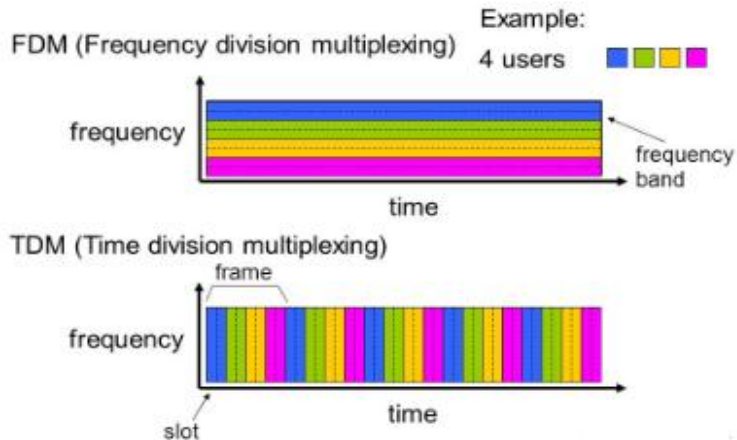 Example:
FDM (Frequency division multiplexing)
4 users
frequency
frequency
band
time
TDM (Time division multiplexing)
frame
frequency
time
slot